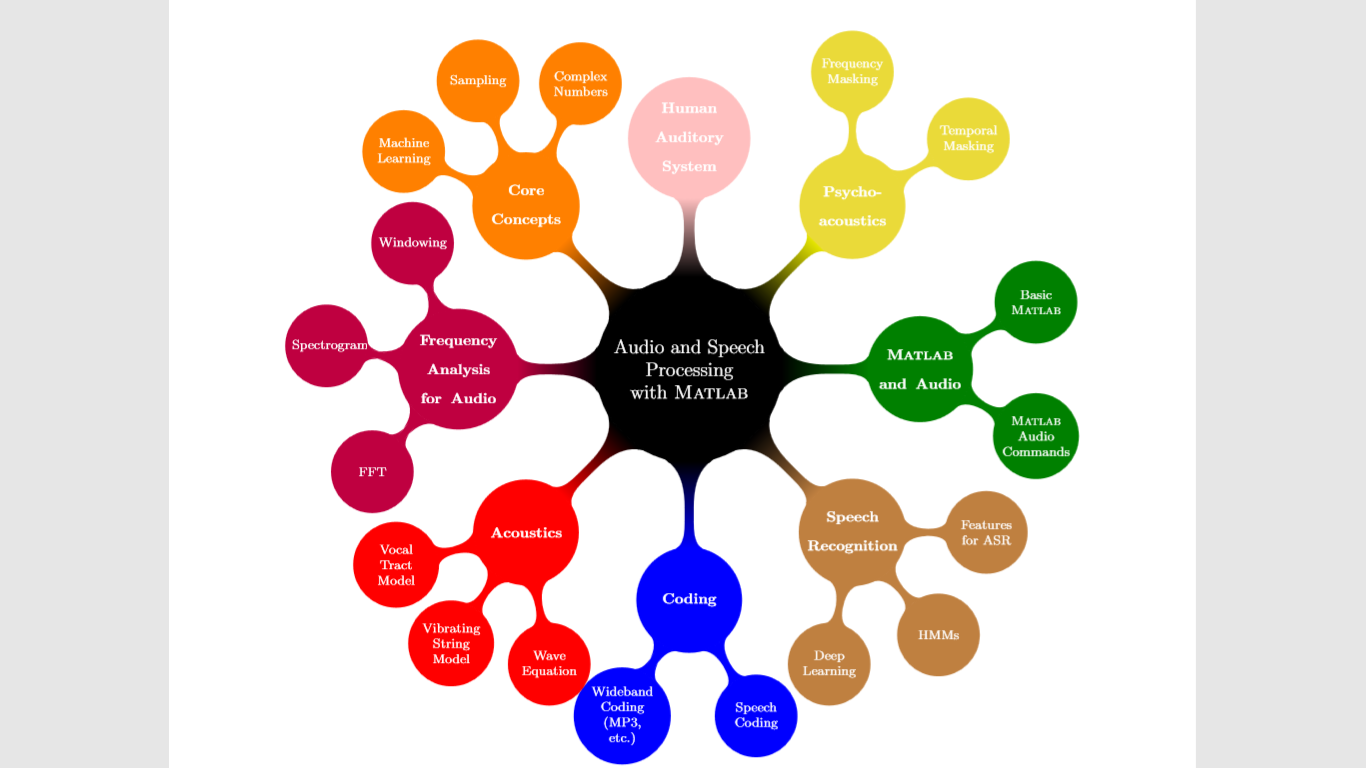 Audio and Speech
Processing
with MATLAB
Human
Auditory
System
Psycho-
acoustics
Frequency
Masking
Temporal
Masking
MATLAB
and Audio
Basic
MATLAB
MATLAB
Audio
Commands
Speech
Recognition
Features
for ASR
HMMs
Deep
Learning
Coding
Speech
Coding
Wideband
Coding
(MP3,
etc.)
Acoustics
Wave
Equation
Vibrating
String
Model
Vocal
Tract
Model
Frequency
Analysis
for Audio
FFT
Spectrogram
Windowing
Core
Concepts
Machine
Learning
Sampling
Complex
Numbers